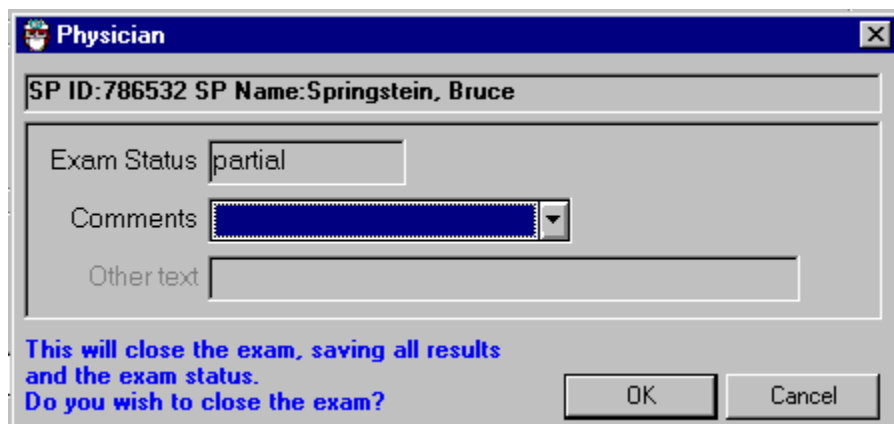 Physician
SP ID:786532 SP Name:Springstein, Bruce
Exam Status partial
Comments
Other text
This will close the exam, saving all results
and the exam status.
Do you wish to close the exam?
OK Cancel